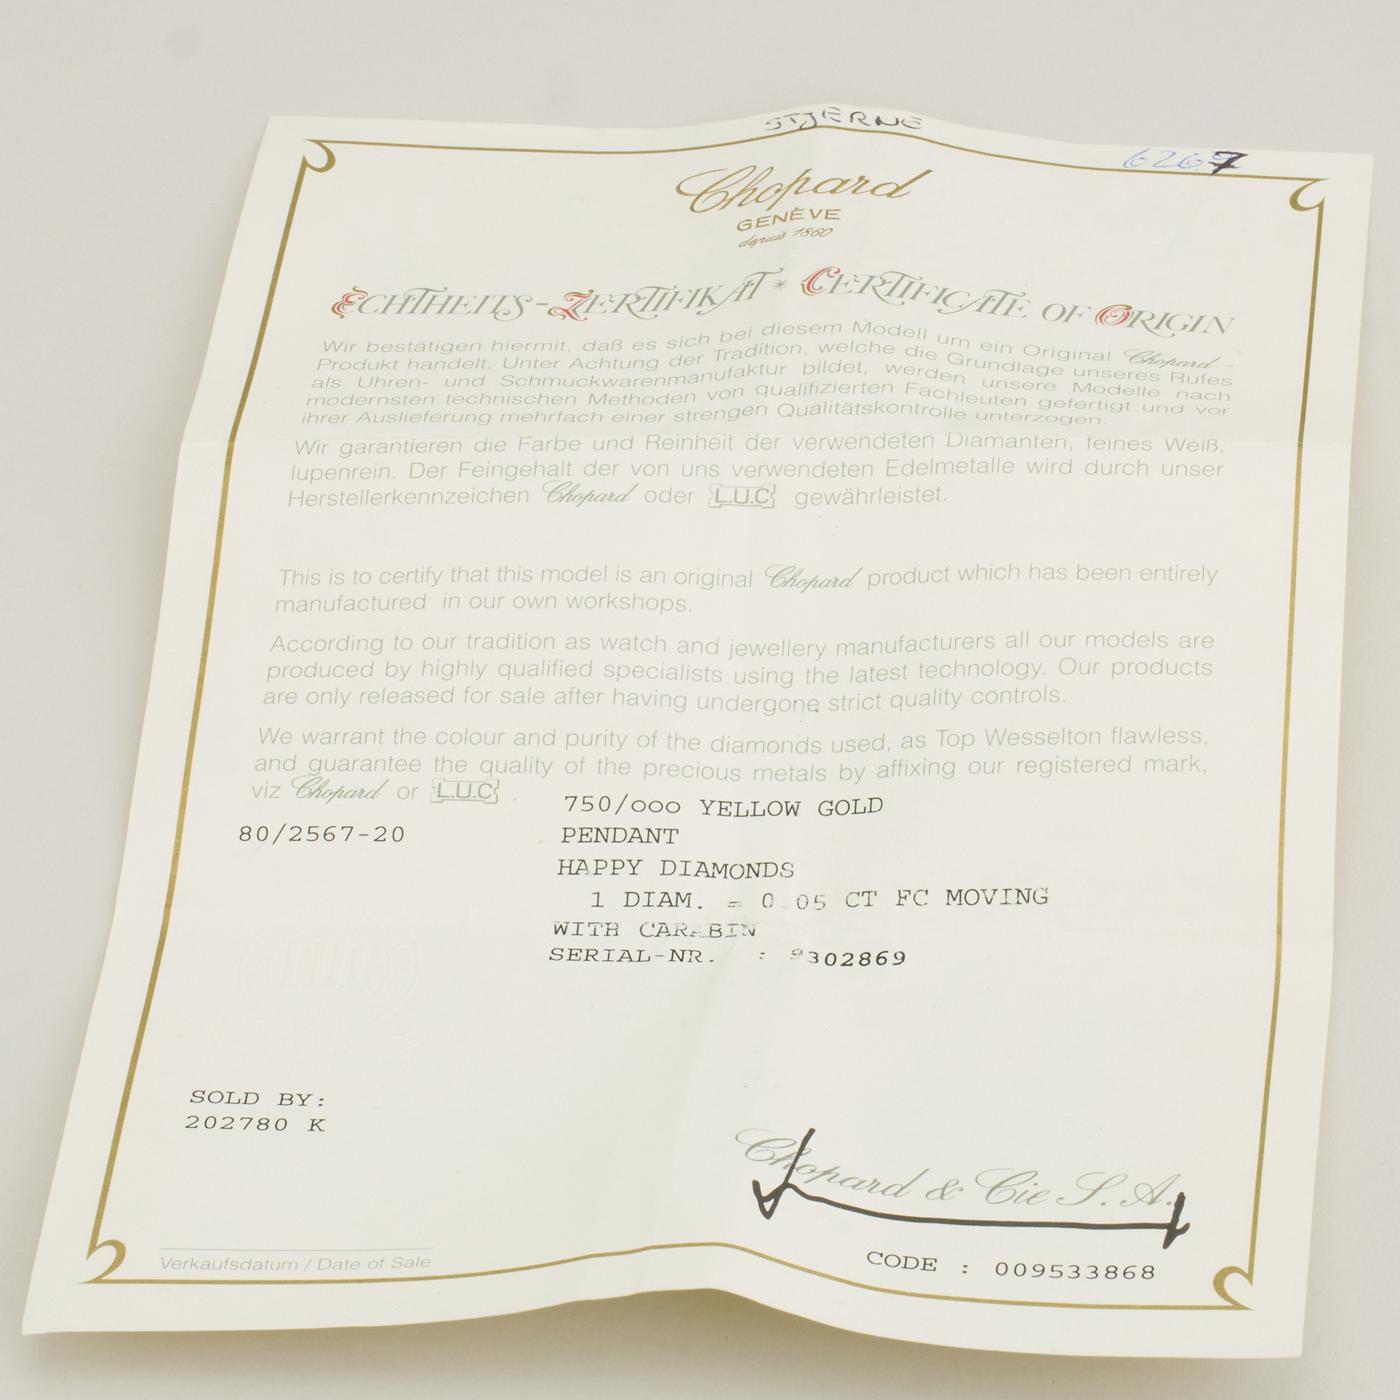 STJERNE
6267
Chopard
GENÈVE
depuis 1860
ECHTHEITS-ZERTIFIKAT * CERTIFICATE OF ORIGIN
Wir bestätigen hiermit, daß es sich bei diesem Modell um ein Original Chopard -
Produkt handelt. Unter Achtung der Tradition, welche die Grundlage unseres Rufes
als Uhren- und Schmuckwarenmanufaktur bildet, werden unsere Modelle nach
modernsten technischen Methoden von qualifizierten Fachleuten gefertigt und vor
ihrer Auslieferung mehrfach einer strengen Qualitätskontrolle unterzogen.
Wir garantieren die Farbe und Reinheit der verwendeten Diamanten, feines Weiß,
lupenrein. Der Feingehalt der von uns verwendeten Edelmetalle wird durch unser
Herstellerkennzeichen Chopard oder L.U.C gewährleistet.
This is to certify that this model is an original Chopard product which has been entirely
manufactured in our own workshops.
According to our tradition as watch and jewellery manufacturers all our models are
produced by highly qualified specialists using the latest technology. Our products
are only released for sale after having undergone strict quality controls.
We warrant the colour and purity of the diamonds used, as Top Wesselton flawless,
and guarantee the quality of the precious metals by affixing our registered mark,
viz Chopard or L.U.C
750/000 YELLOW GOLD
80/2567-20 PENDANT
HAPPY DIAMONDS
1 DIAM. = 0.05 CT FC MOVING
WITH CARABIN
SERIAL-NR. : 9302869
SOLD BY:
202780 K
Chopard & Cie S.A.
Verkaufsdatum / Date of Sale
CODE : 009533868